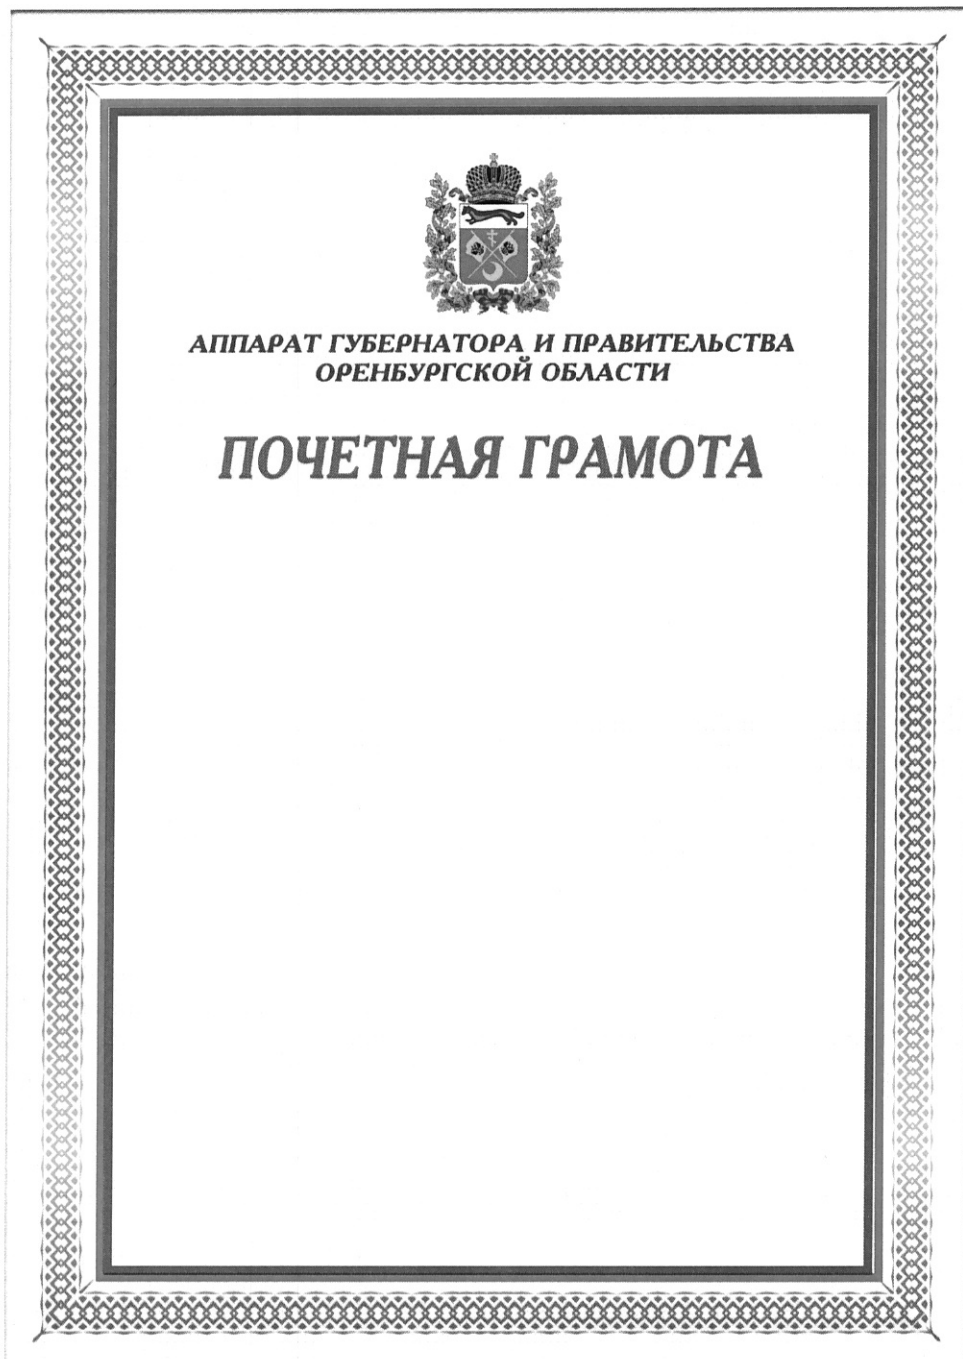 АППАРАТ ГУБЕРНАТОРА И ПРАВИТЕЛЬСТВА
ОРЕНБУРГСКОЙ ОБЛАСТИ
ПОЧЕТНАЯ ГРАМОТА